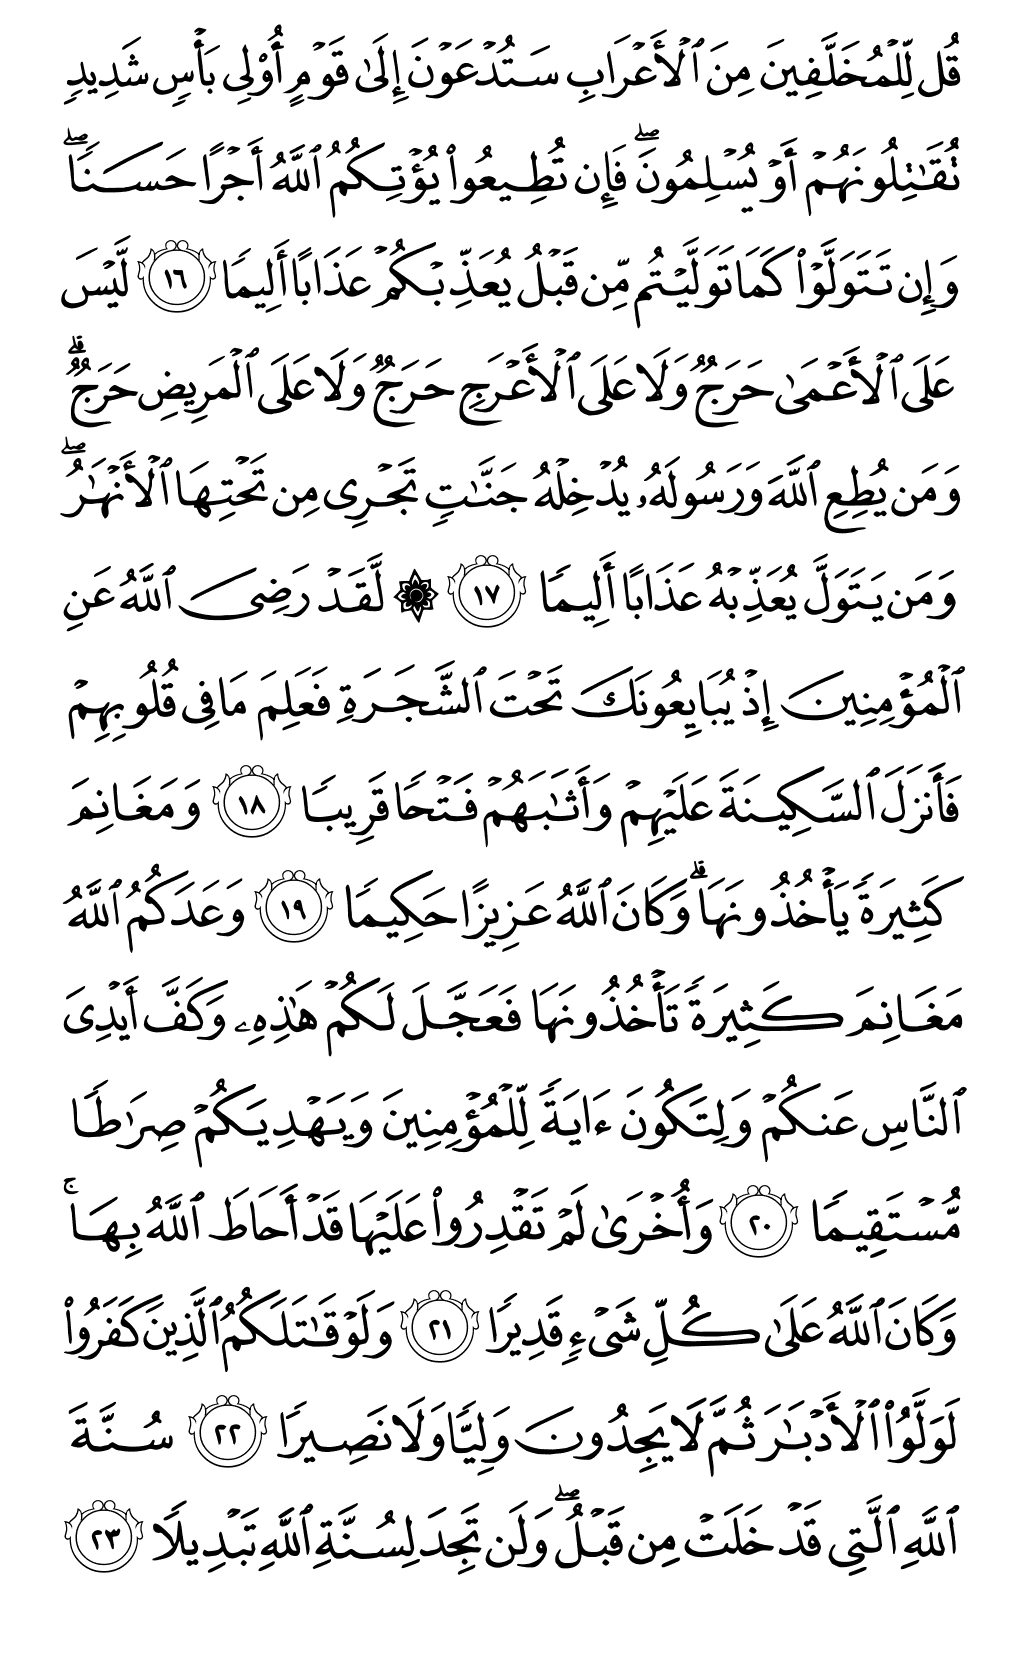 قُل لِّلْمُخَلَّفِينَ مِنَ ٱلْأَعْرَابِ سَتُدْعَوْنَ إِلَىٰ قَوْمٍ أُو۟لِى بَأْسٍ شَدِيدٍ
تُقَـٰتِلُونَهُمْ أَوْ يُسْلِمُونَ ۖ فَإِن تُطِيعُوا۟ يُؤْتِكُمُ ٱللَّهُ أَجْرًا حَسَنًا ۖ
وَإِن تَتَوَلَّوْا۟ كَمَا تَوَلَّيْتُم مِّن قَبْلُ يُعَذِّبْكُمْ عَذَابًا أَلِيمًا ١٦ لَّيْسَ
عَلَى ٱلْأَعْمَىٰ حَرَجٌ وَلَا عَلَى ٱلْأَعْرَجِ حَرَجٌ وَلَا عَلَى ٱلْمَرِيضِ حَرَجٌ ۗ
وَمَن يُطِعِ ٱللَّهَ وَرَسُولَهُۥ يُدْخِلْهُ جَنَّـٰتٍ تَجْرِى مِن تَحْتِهَا ٱلْأَنْهَـٰرُ ۖ
وَمَن يَتَوَلَّ يُعَذِّبْهُ عَذَابًا أَلِيمًا ١٧ ۞ لَّقَدْ رَضِىَ ٱللَّهُ عَنِ
ٱلْمُؤْمِنِينَ إِذْ يُبَايِعُونَكَ تَحْتَ ٱلشَّجَرَةِ فَعَلِمَ مَا فِى قُلُوبِهِمْ
فَأَنزَلَ ٱلسَّكِينَةَ عَلَيْهِمْ وَأَثَـٰبَهُمْ فَتْحًا قَرِيبًا ١٨ وَمَغَانِمَ
كَثِيرَةً يَأْخُذُونَهَا ۗ وَكَانَ ٱللَّهُ عَزِيزًا حَكِيمًا ١٩ وَعَدَكُمُ ٱللَّهُ
مَغَانِمَ كَثِيرَةً تَأْخُذُونَهَا فَعَجَّلَ لَكُمْ هَـٰذِهِۦ وَكَفَّ أَيْدِىَ
ٱلنَّاسِ عَنكُمْ وَلِتَكُونَ ءَايَةً لِّلْمُؤْمِنِينَ وَيَهْدِيَكُمْ صِرَٰطًا
مُّسْتَقِيمًا ٢٠ وَأُخْرَىٰ لَمْ تَقْدِرُوا۟ عَلَيْهَا قَدْ أَحَاطَ ٱللَّهُ بِهَا ۚ
وَكَانَ ٱللَّهُ عَلَىٰ كُلِّ شَىْءٍ قَدِيرًا ٢١ وَلَوْ قَـٰتَلَكُمُ ٱلَّذِينَ كَفَرُوا۟
لَوَلَّوُا۟ ٱلْأَدْبَـٰرَ ثُمَّ لَا يَجِدُونَ وَلِيًّا وَلَا نَصِيرًا ٢٢ سُنَّةَ
ٱللَّهِ ٱلَّتِى قَدْ خَلَتْ مِن قَبْلُ ۖ وَلَن تَجِدَ لِسُنَّةِ ٱللَّهِ تَبْدِيلًا ٢٣